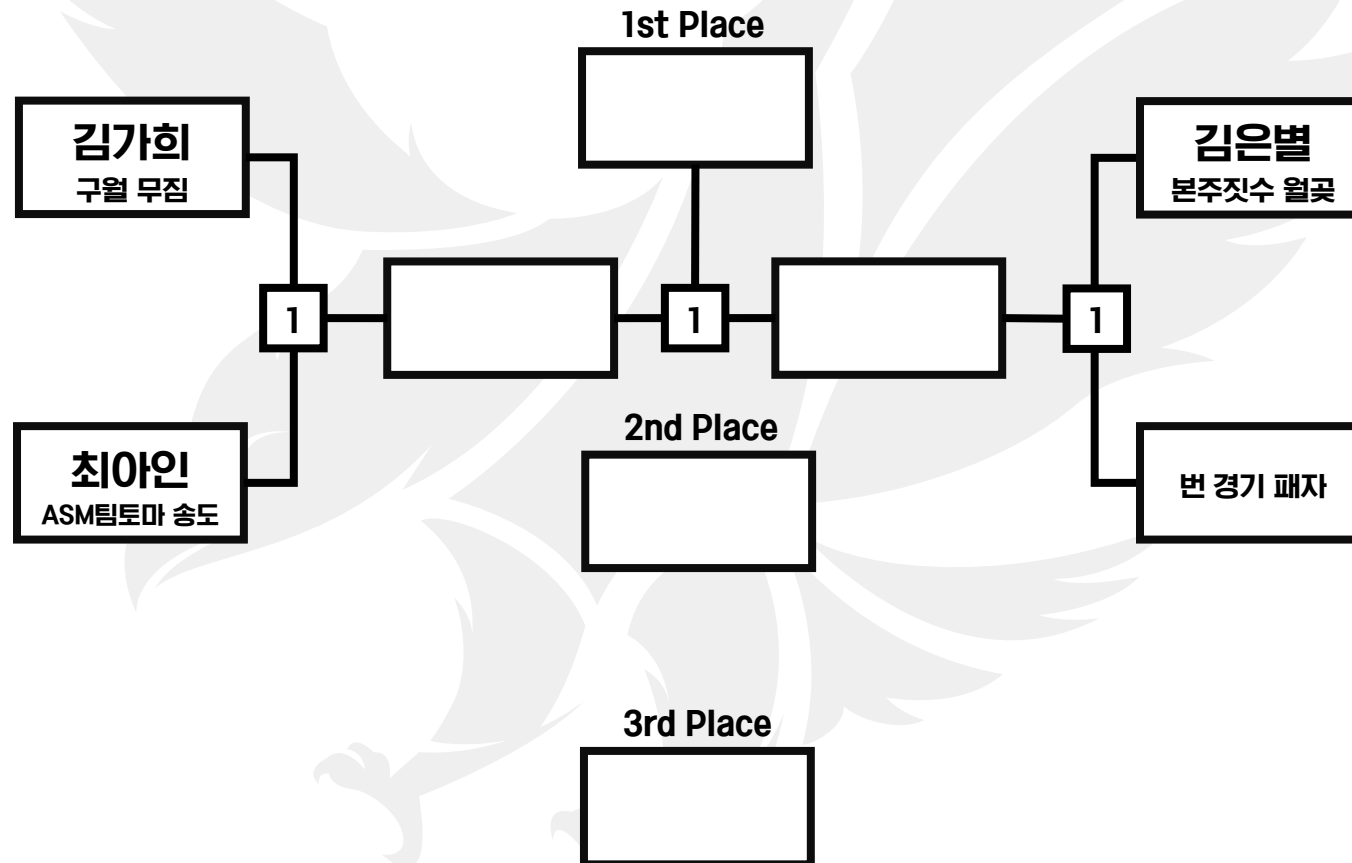 1st Place
김가희
구월 무짐
김은별
본주짓수 월곶
1
1
1
2nd Place
최아인
ASM팀토마 송도
번 경기 패자
3rd Place